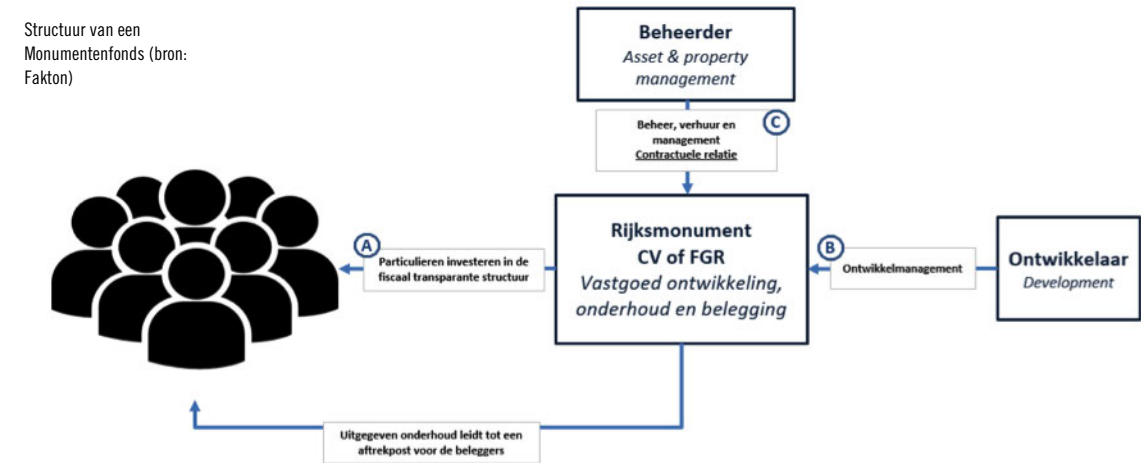 Structuur van een
Monumentenfonds (bron:
Fakton)
Beheerder
Asset & property
management
Beheer, verhuur en
management
Contractuele relatie
C
Rijksmonument
CV of FGR
Vastgoed ontwikkeling,
onderhoud en belegging
A
Particulieren investeren in de
fiscaal transparante structuur
B
Ontwikkelmanagement
Ontwikkelaar
Development
Uitgegeven onderhoud leidt tot een
aftrekpost voor de beleggers